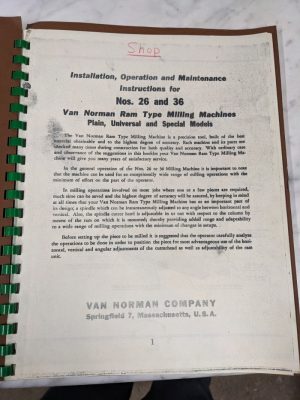 Shop
Installation, Operation and Maintenance
Instructions for
Nos. 26 and 36
Van Norman Ram Type Milling Machines
Plain, Universal and Special Models
The Van Norman Ram Type Milling Machine is a precision tool, built of the best
material obtainable and to the highest degree of accuracy. Each machine and its parts are
checked many times during construction for both quality and accuracy. With ordinary care
and observance of the suggestions in this booklet your Van Norman Milling Ma-
chine will give you many years of satisfactory service.
In the general operation of the Nos. 26 or 36 Milling Machine it is important to note
that the machine can be used for an exceptionally wide range of milling operations with the
minimum of effort on the part of the operator.
In milling operations involved on most jobs where one or a few pieces are required,
much time can be saved and the highest degree of accuracy will be assured, by keeping in mind
at all times that your Van Norman Milling Machine has as an important part of
its design; a spindle which can be instantaneously adjusted to any angle between horizontal and
vertical. Also, the spindle cutter head is adjustable in or out with respect to the column by
means of the ram on which it is mounted; thereby providing added range and adaptability
to a wide range of milling operations with the minimum of changes in setups.
Before setting up the piece to be milled it is suggested that the operator carefully analyze
the operations to be done in order to position the piece for most advantageous use of the hori-
zontal, vertical and angular adjustments of the cutterhead as well as adjustability of the ram
unit.
VAN NORMAN COMPANY
Springfield 7, Massachusetts, U.S.A.
1